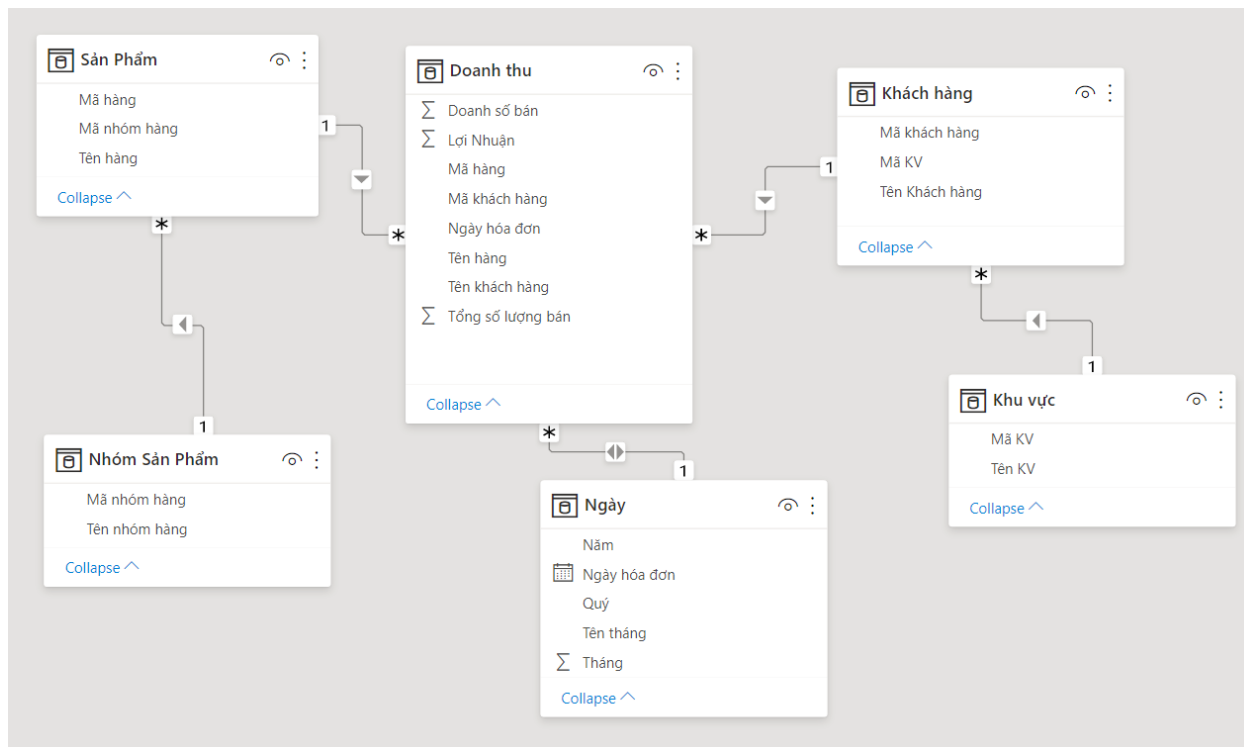 Sản Phẩm
Mã hàng
Mã nhóm hàng
Tên hàng
Collapse
1
*
Doanh thu
Doanh số bán
Lợi Nhuận
Mã hàng
Mã khách hàng
Ngày hóa đơn
Tên hàng
Tên khách hàng
Tổng số lượng bán
Collapse
*
*
*
Khách hàng
Mã khách hàng
Mã KV
Tên Khách hàng
Collapse
1
*
Nhóm Sản Phẩm
Mã nhóm hàng
Tên nhóm hàng
Collapse
1
Ngày
Năm
Ngày hóa đơn
Quý
Tên tháng
Tháng
Collapse
1
Khu vực
Mã KV
Tên KV
Collapse
1